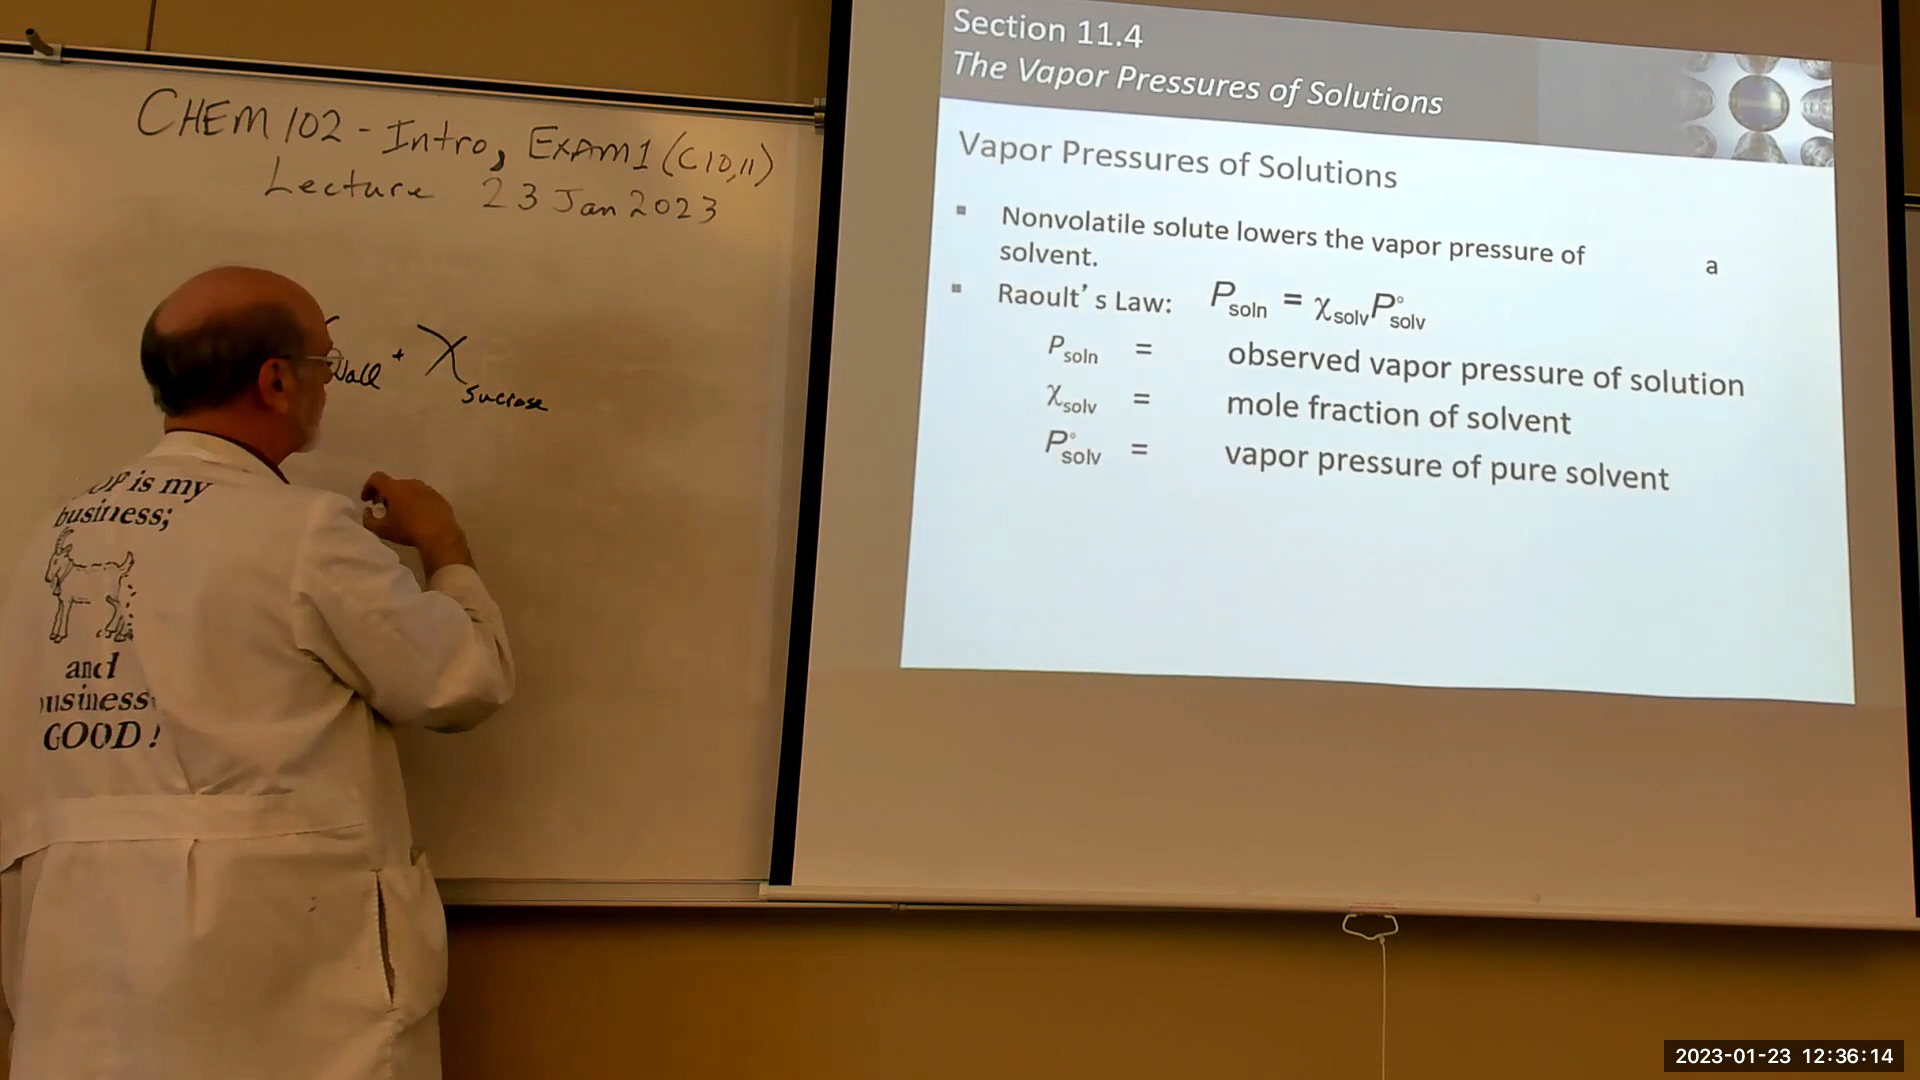 CHEM 102 - Intro, EXAM 1 (C10,11)
Lecture 23 Jan 2023
+ X sucrose
is my
business;
and
business
GOOD!
Section 11.4
The Vapor Pressures of Solutions
Vapor Pressures of Solutions
▪ Nonvolatile solute lowers the vapor pressure of a
solvent.
▪ Raoult's Law: Psoln = χsolvP°solv
Psoln = observed vapor pressure of solution
χsolv = mole fraction of solvent
P°solv = vapor pressure of pure solvent
2023-01-23 12:36:14